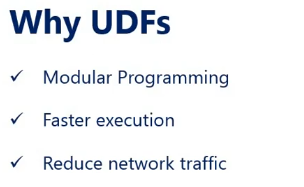 Why UDFs
✓ Modular Programming
✓ Faster execution
✓ Reduce network traffic